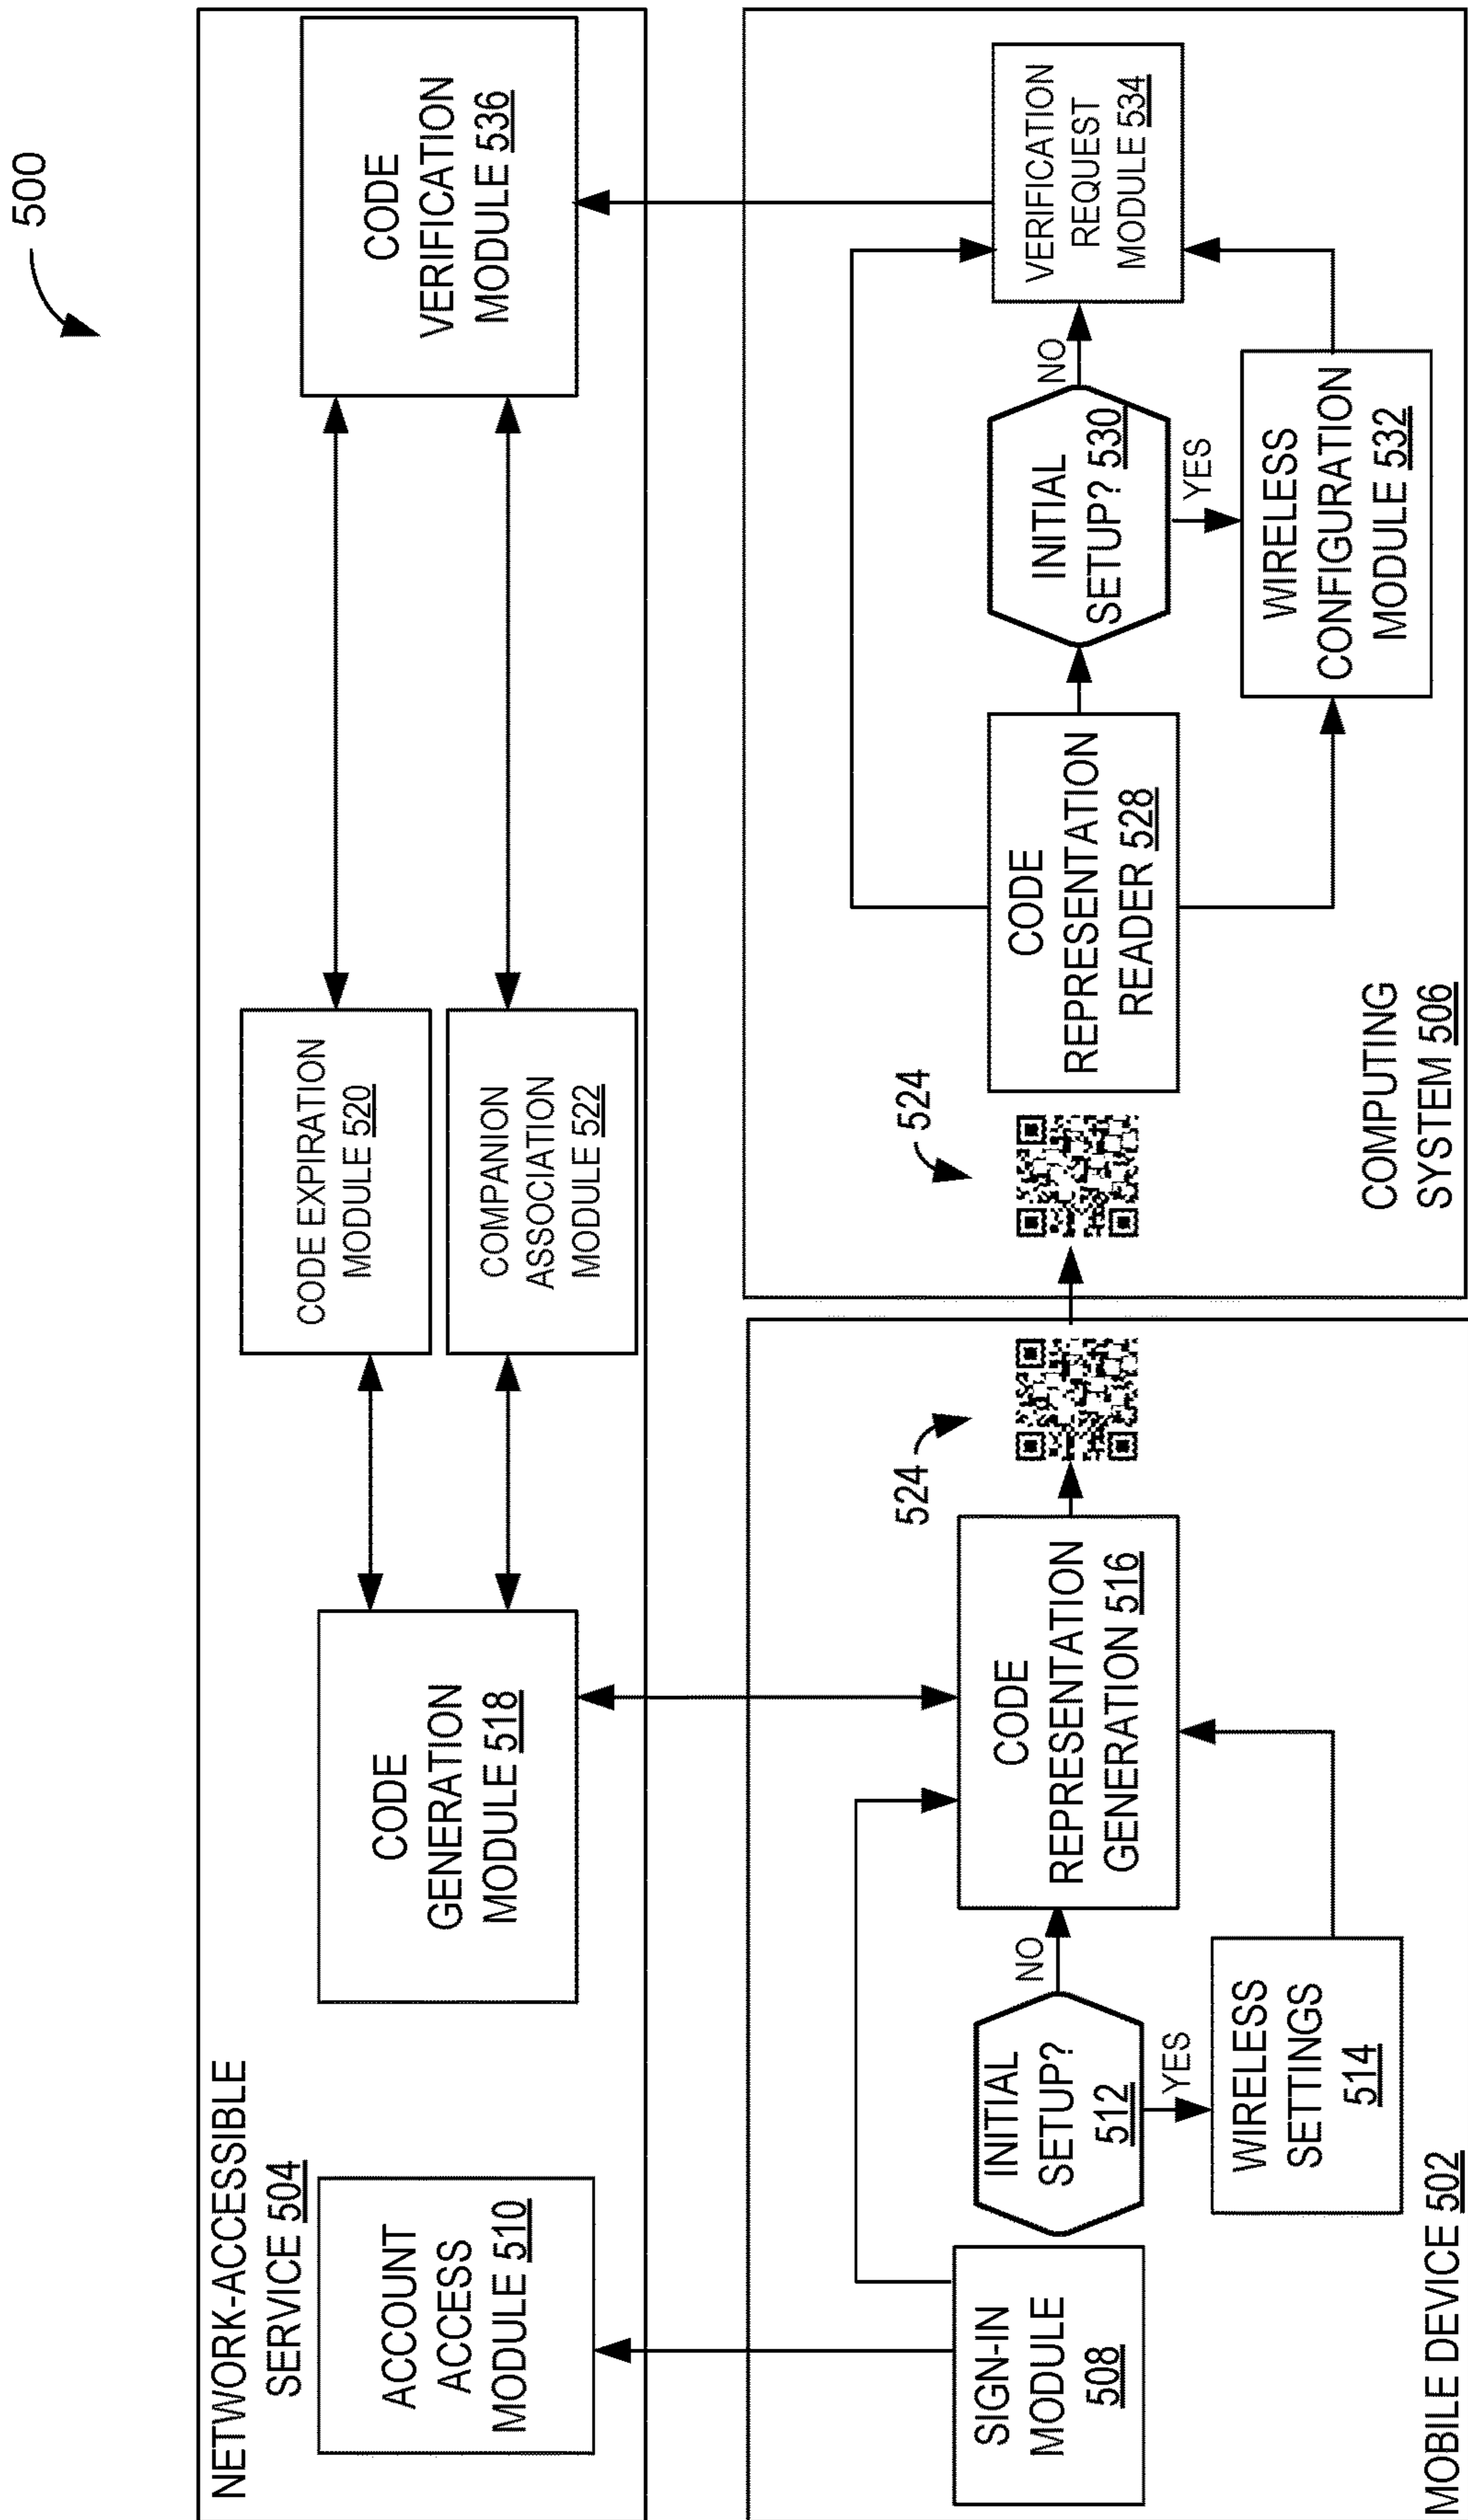 500
NETWORK-ACCESSIBLE
SERVICE 504
ACCOUNT
ACCESS
MODULE 510
CODE
GENERATION
MODULE 518
CODE EXPIRATION
MODULE 520
COMPANION
ASSOCIATION
MODULE 522
CODE
VERIFICATION
MODULE 536
SIGN-IN
MODULE
508
INITIAL
SETUP?
512
NO
YES
WIRELESS
SETTINGS
514
CODE
REPRESENTATION
GENERATION 516
524
MOBILE DEVICE 502
524
CODE
REPRESENTATION
READER 528
INITIAL
SETUP? 530
NO
YES
WIRELESS
CONFIGURATION
MODULE 532
VERIFICATION
REQUEST
MODULE 534
COMPUTING
SYSTEM 506